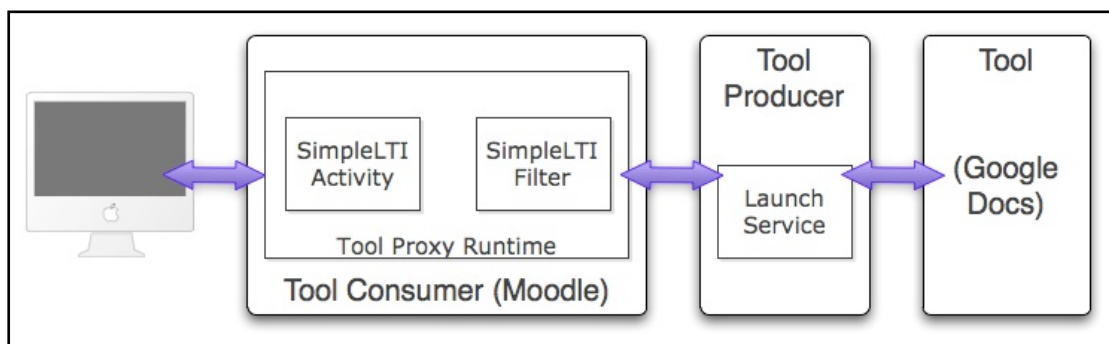 SimpleLTI
Activity
SimpleLTI
Filter
Tool Proxy Runtime
Tool Consumer (Moodle)
Tool
Producer
Launch
Service
Tool
(Google
Docs)